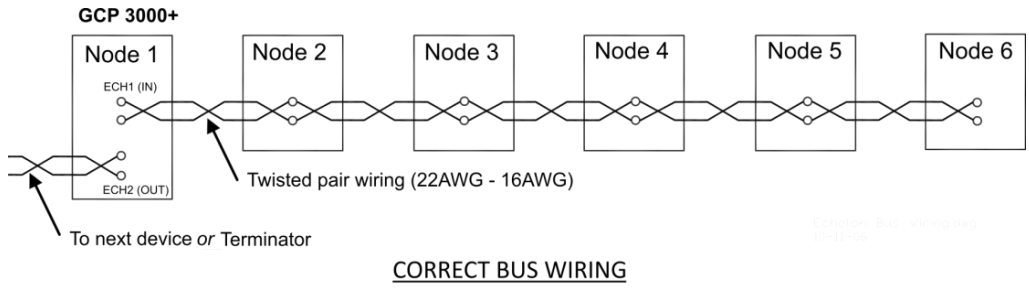 GCP 3000+
Node 1
Node 2
Node 3
Node 4
Node 5
Node 6
ECH1 (IN)
ECH2 (OUT)
Twisted pair wiring (22AWG - 16AWG)
To next device or Terminator
CORRECT BUS WIRING